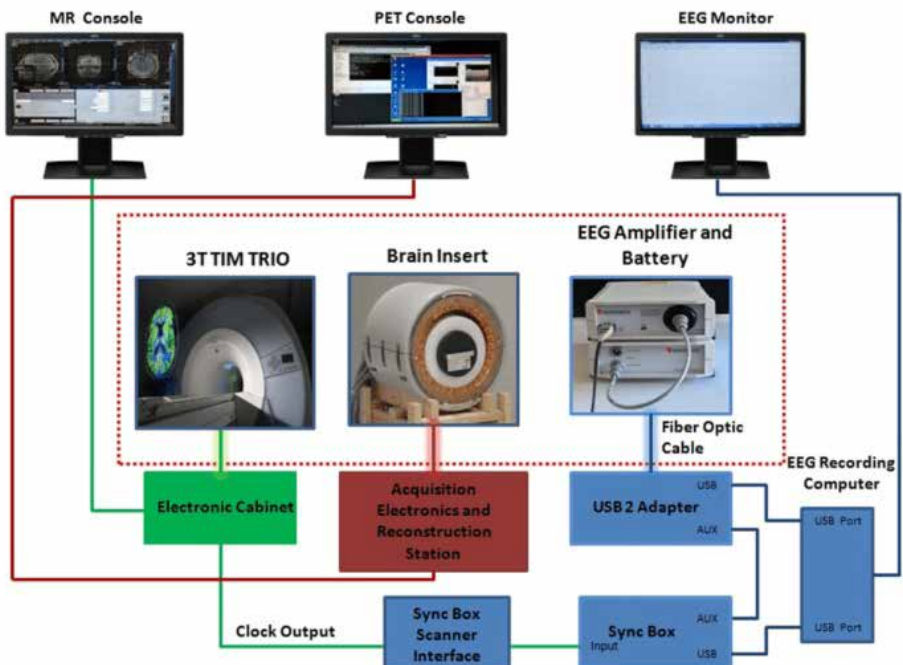 MR Console
PET Console
EEG Monitor
3T TIM TRIO
Brain Insert
EEG Amplifier and
Battery
Fiber Optic
Cable
EEG Recording
Computer
Electronic Cabinet
Acquisition
Electronics and
Reconstruction
Station
USB
USB 2 Adapter
AUX
USB Port
Clock Output
Sync Box
Scanner
Interface
Input
Sync Box
AUX
USB
USB Port